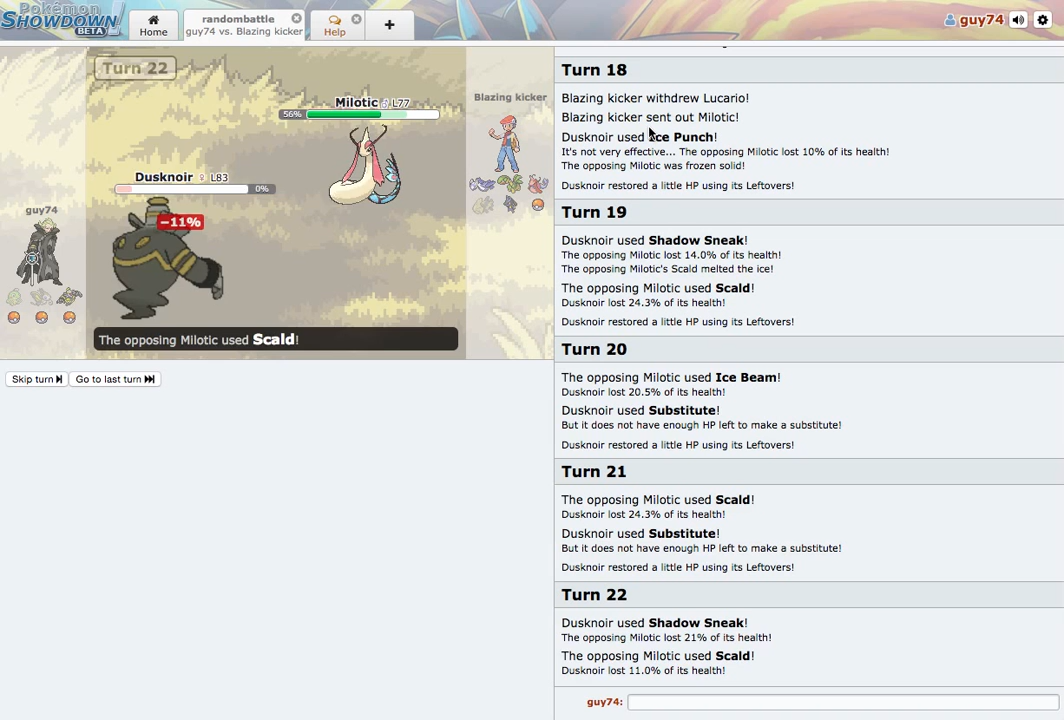 Pokémon
SHOWDOWN!
BETA
Home
randombattle
guy74 vs. Blazing kicker
Help
+
guy74
Turn 22
Milotic ♂ L77
56%
Dusknoir ♀ L83
0%
-11%
guy74
Blazing kicker
The opposing Milotic used Scald!
Skip turn
Go to last turn
Turn 18
Blazing kicker withdrew Lucario!
Blazing kicker sent out Milotic!
Dusknoir used Ice Punch!
It's not very effective... The opposing Milotic lost 10% of its health!
The opposing Milotic was frozen solid!
Dusknoir restored a little HP using its Leftovers!
Turn 19
Dusknoir used Shadow Sneak!
The opposing Milotic lost 14.0% of its health!
The opposing Milotic's Scald melted the ice!
The opposing Milotic used Scald!
Dusknoir lost 24.3% of its health!
Dusknoir restored a little HP using its Leftovers!
Turn 20
The opposing Milotic used Ice Beam!
Dusknoir lost 20.5% of its health!
Dusknoir used Substitute!
But it does not have enough HP left to make a substitute!
Dusknoir restored a little HP using its Leftovers!
Turn 21
The opposing Milotic used Scald!
Dusknoir lost 24.3% of its health!
Dusknoir used Substitute!
But it does not have enough HP left to make a substitute!
Dusknoir restored a little HP using its Leftovers!
Turn 22
Dusknoir used Shadow Sneak!
The opposing Milotic lost 21% of its health!
The opposing Milotic used Scald!
Dusknoir lost 11.0% of its health!
guy74: